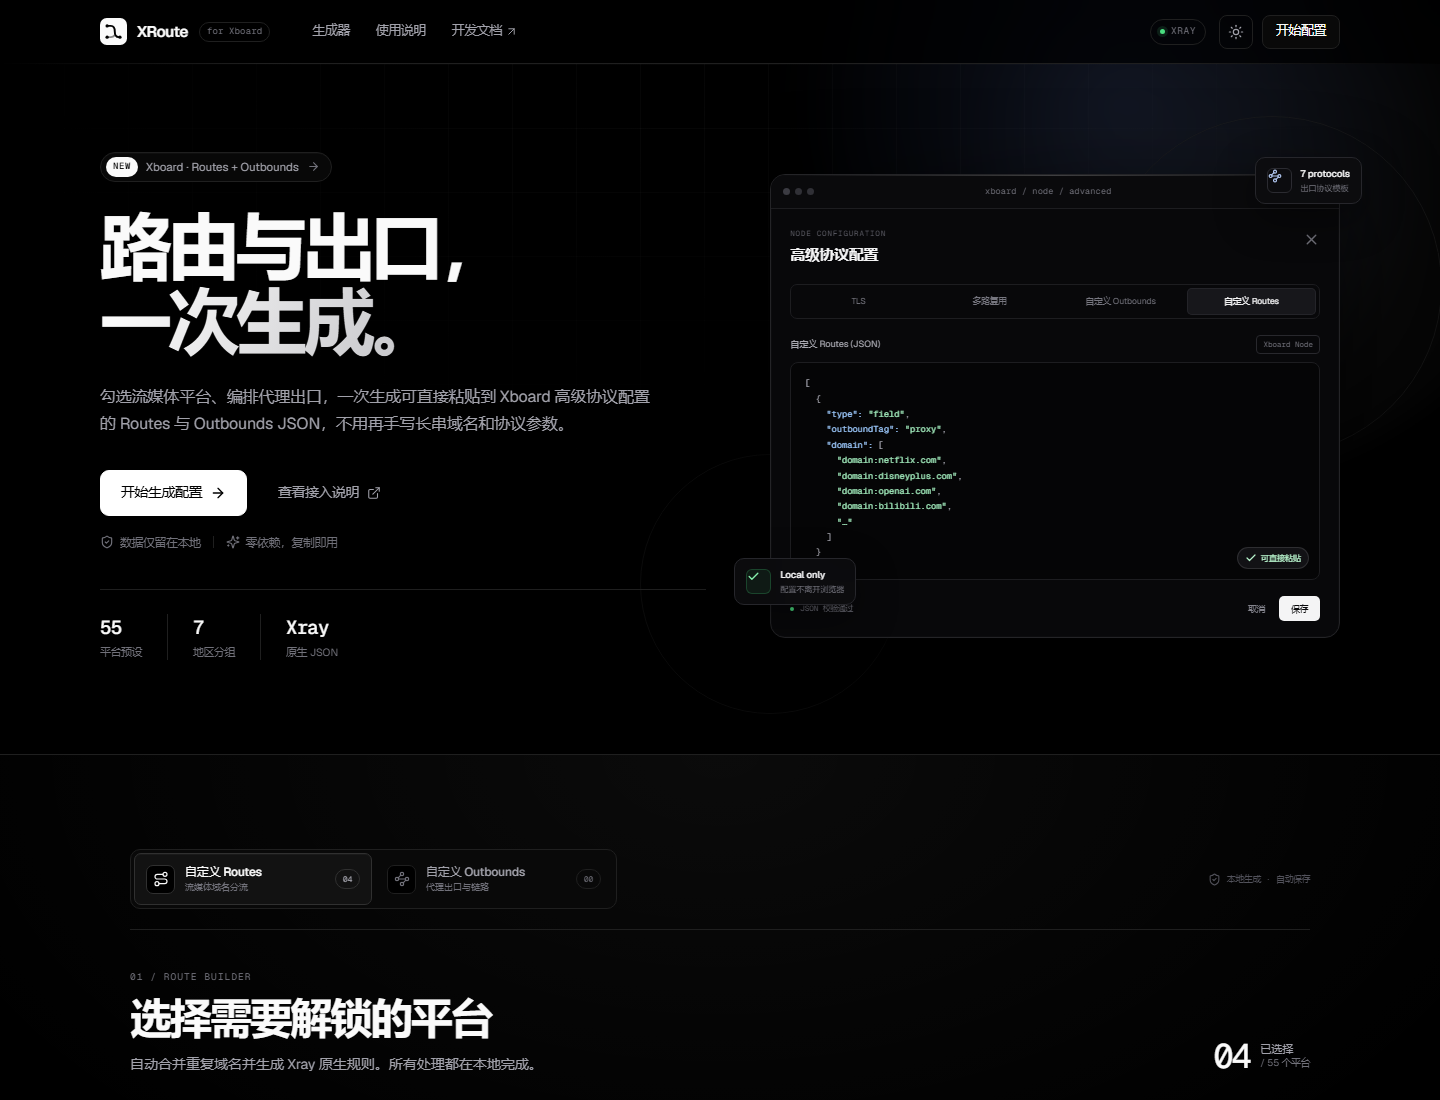 XRoute for Xboard 生成器 使用说明 开发文档 XRAY 开始配置
NEW Xboard · Routes + Outbounds
路由与出口，
一次生成。
勾选流媒体平台、编排代理出口，一次生成可直接粘贴到 Xboard 高级协议配置
的 Routes 与 Outbounds JSON，不用再手写长串域名和协议参数。
开始生成配置 查看接入说明
数据仅留在本地 零依赖，复制即用
55
平台预设
7
地区分组
Xray
原生 JSON
xboard / node / advanced
7 protocols
出口协议模板
NODE CONFIGURATION
高级协议配置
TLS 多路复用 自定义 Outbounds 自定义 Routes
自定义 Routes (JSON) Xboard Node
[
{
"type": "field",
"outboundTag": "proxy",
"domain": [
"domain:netflix.com",
"domain:disneyplus.com",
"domain:openai.com",
"domain:bilibili.com",
"…"
]
}
可直接粘贴
Local only
配置不离开浏览器
JSON 校验通过
取消 保存
自定义 Routes
流媒体域名分流
04
自定义 Outbounds
代理出口与链路
00
本地生成 · 自动保存
01 / ROUTE BUILDER
选择需要解锁的平台
自动合并重复域名并生成 Xray 原生规则。所有处理都在本地完成。
04 已选择
/ 55 个平台